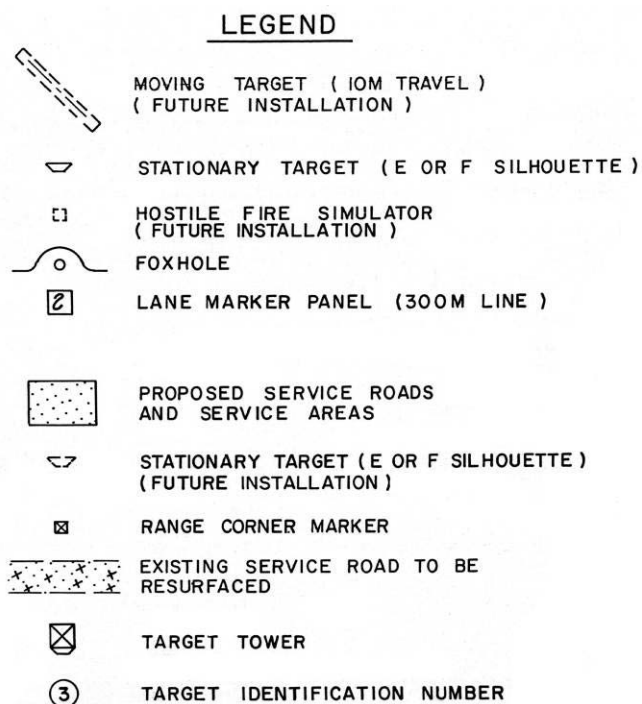 LEGEND
MOVING TARGET ( 10M TRAVEL )
( FUTURE INSTALLATION )
STATIONARY TARGET ( E OR F SILHOUETTE )
HOSTILE FIRE SIMULATOR
( FUTURE INSTALLATION )
FOXHOLE
2 LANE MARKER PANEL (300M LINE )
PROPOSED SERVICE ROADS
AND SERVICE AREAS
STATIONARY TARGET ( E OR F SILHOUETTE )
(FUTURE INSTALLATION )
RANGE CORNER MARKER
EXISTING SERVICE ROAD TO BE
RESURFACED
TARGET TOWER
3 TARGET IDENTIFICATION NUMBER